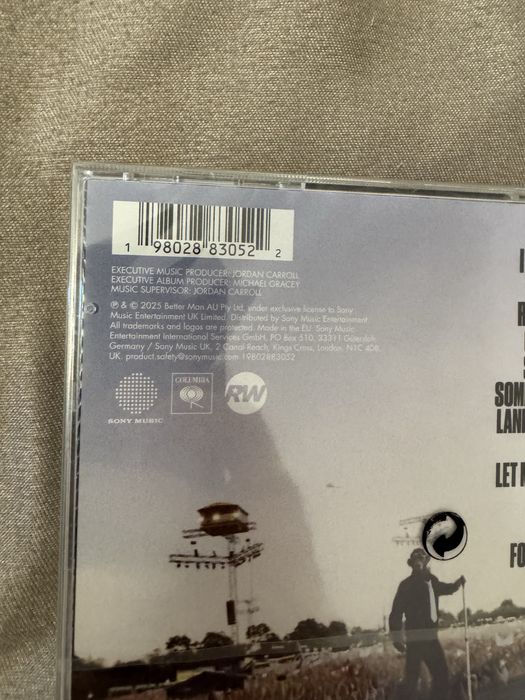 1 98028 83052 2
EXECUTIVE MUSIC PRODUCER: JORDAN CARROLL
EXECUTIVE ALBUM PRODUCER: MICHAEL GRACEY
MUSIC SUPERVISOR: JORDAN CARROLL
℗ & © 2025 Better Man AU Pty Ltd. under exclusive license to Sony
Music Entertainment UK Limited. Distributed by Sony Music Entertainment.
All trademarks and logos are protected. Made in the EU. Sony Music
Entertainment International Services GmbH, PO Box 510, 33311 Gütersloh,
Germany / Sony Music UK, 2 Canal Reach, Kings Cross, London, N1C 4DB,
UK. product.safety@sonymusic.com 19802883052
SONY MUSIC
COLUMBIA
RW
SOM
LAN
LET
FO